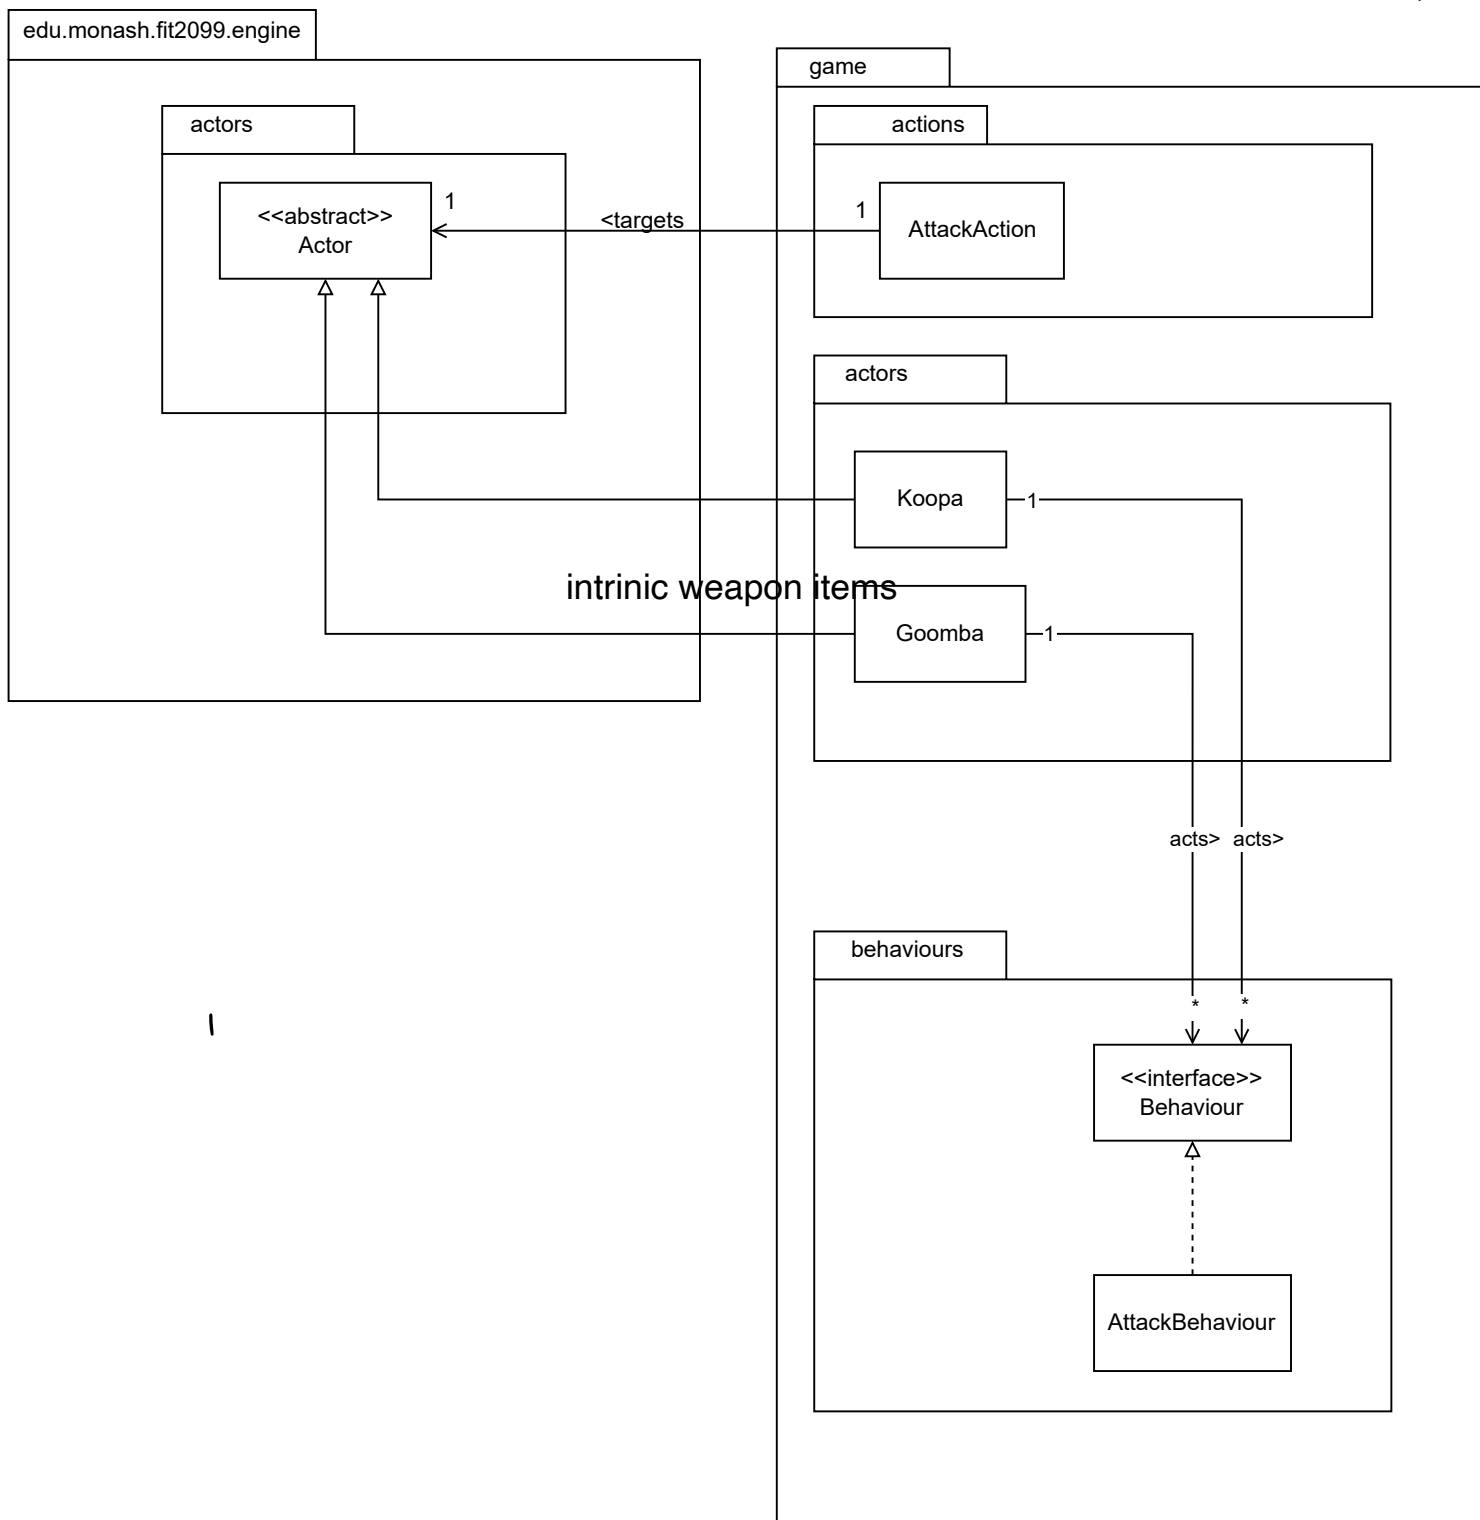 edu.monash.fit2099.engine
game
actors
actions
<<abstract>>
Actor
1
<targets
1
AttackAction
actors
Koopa
1
intrinic weapon items
Goomba
1
acts>
acts>
behaviours
*
*
<<interface>>
Behaviour
AttackBehaviour